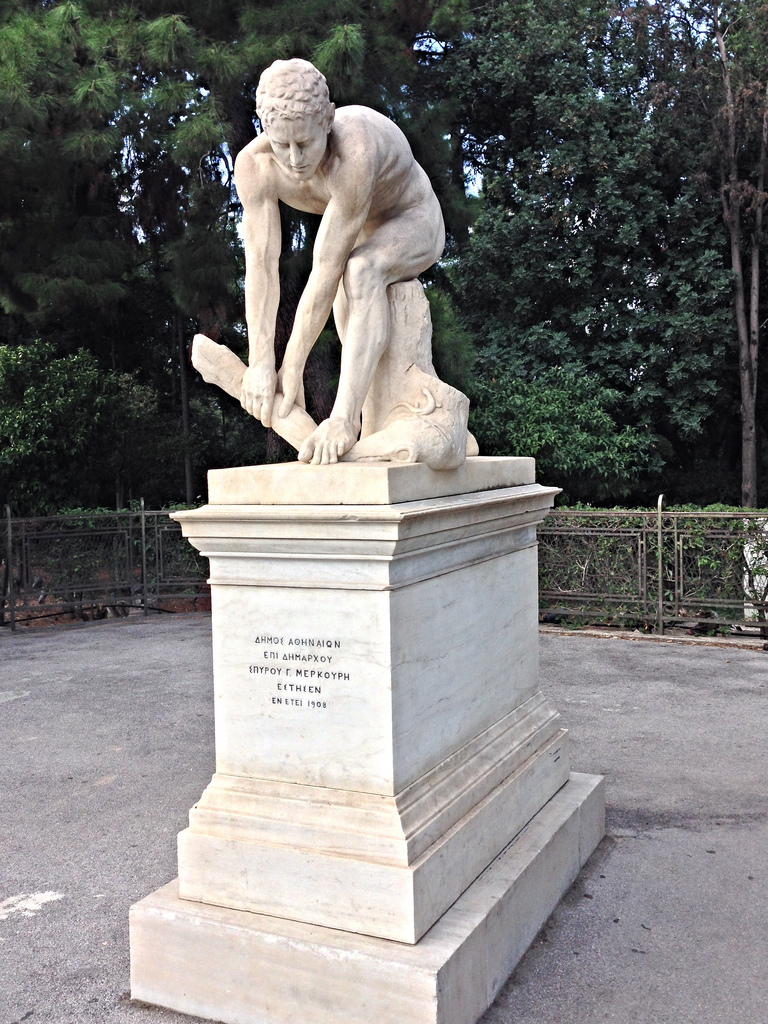 ΔΗΜΟΣ ΑΘΗΝΑΙΩΝ
ΕΠΙ ΔΗΜΑΡΧΟΥ
ΣΠΥΡΟΥ Γ. ΜΕΡΚΟΥΡΗ
ΕΣΤΗΣΕΝ
ΕΝ ΕΤΕΙ 1908